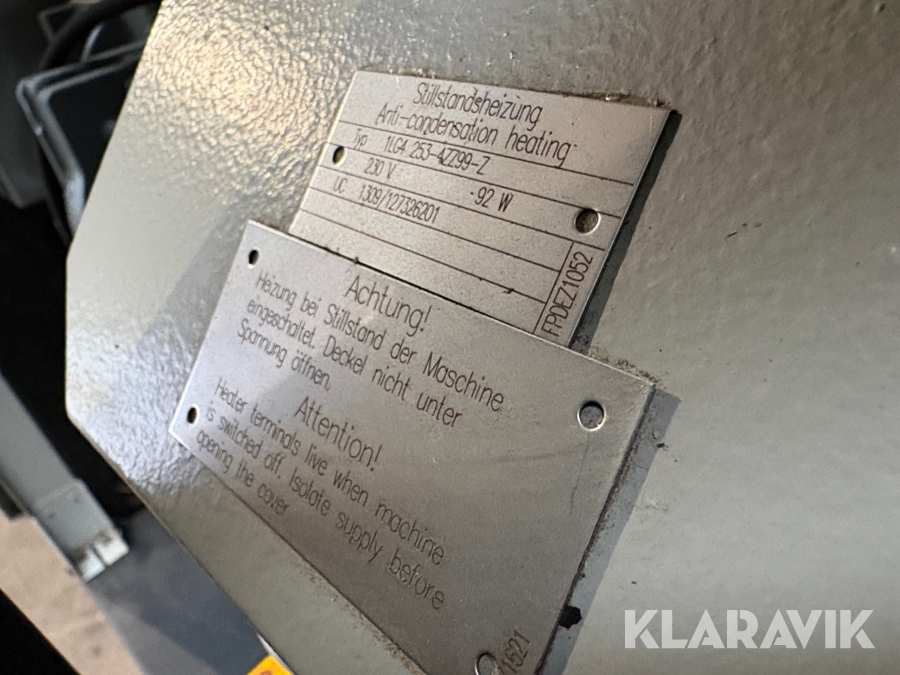 Stillstandsheizung
Anti-condensation heating
Typ 1LG4 253-4ZZ99-Z
230 V 92 W
UC 1309/127326201
FPDEZ1052
Achtung!
Heizung bei Stillstand der Maschine
eingeschaltet. Deckel nicht unter
Spannung öffnen.
Attention!
Heater terminals live when machine
is switched off. Isolate supply before
opening the cover
KLARAVIK